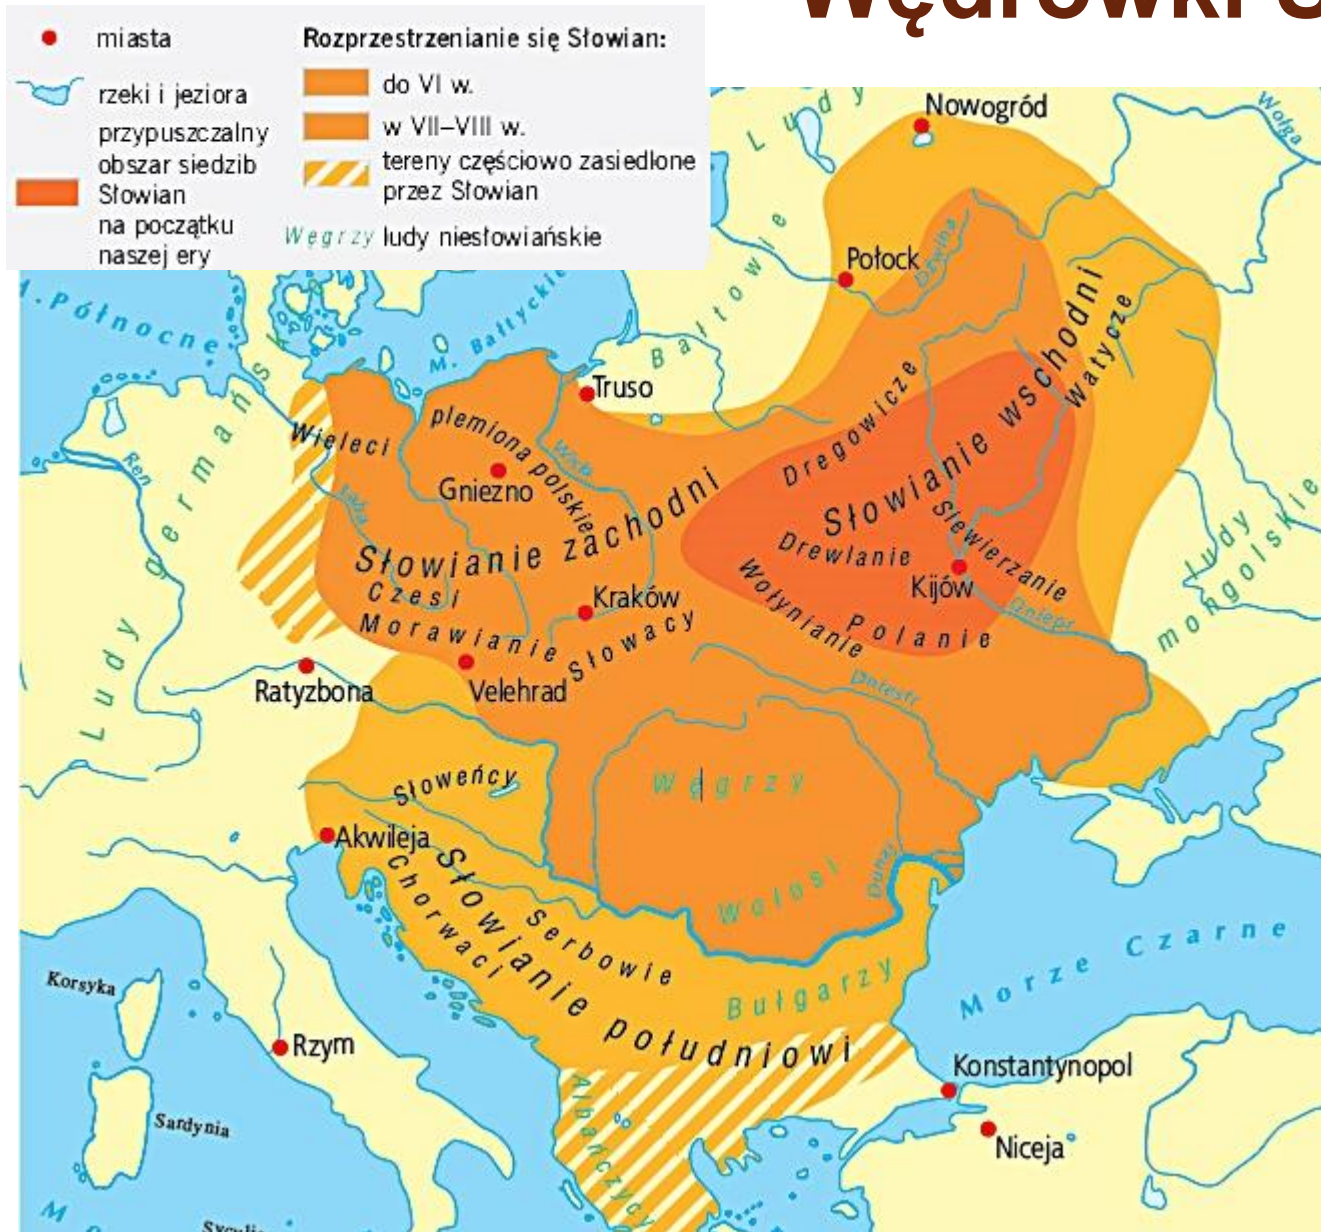 Wędrówki S
miasta
rzeki i jeziora
przypuszczalny
obszar siedzib
Słowian
na początku
naszej ery
Rozprzestrzenianie się Słowian:
do VI w.
w VII–VIII w.
tereny częściowo zasiedlone
przez Słowian
Węgrzy ludy niesłowiańskie
Nowogród
Wołga
Ludy
Bałtowie
Połock
Dźwina
. Północne
M. Bałtyckie
Słowianie wschodni
Watycze
Truso
Dregowicze
Wieleci
plemiona polskie
Wisła
Gniezno
Ren
Łaba
Ludy germańsk
Słowianie zachodni
Siewierzanie
Drewlanie
Kijów
Ludy
mongolskie
Czesi
Kraków
Wołynianie
Polanie
Dniepr
Morawianie
Słowacy
Ratyzbona
Velehrad
Dniestr
Słoweńcy
Węgrzy
Akwileja
Dunaj
Wołosi
Chorwaci
Serbowie
Słowianie południowi
Bułgarzy
Morze Czarne
Korsyka
Rzym
Konstantynopol
Albańczycy
Sardynia
Niceja
M